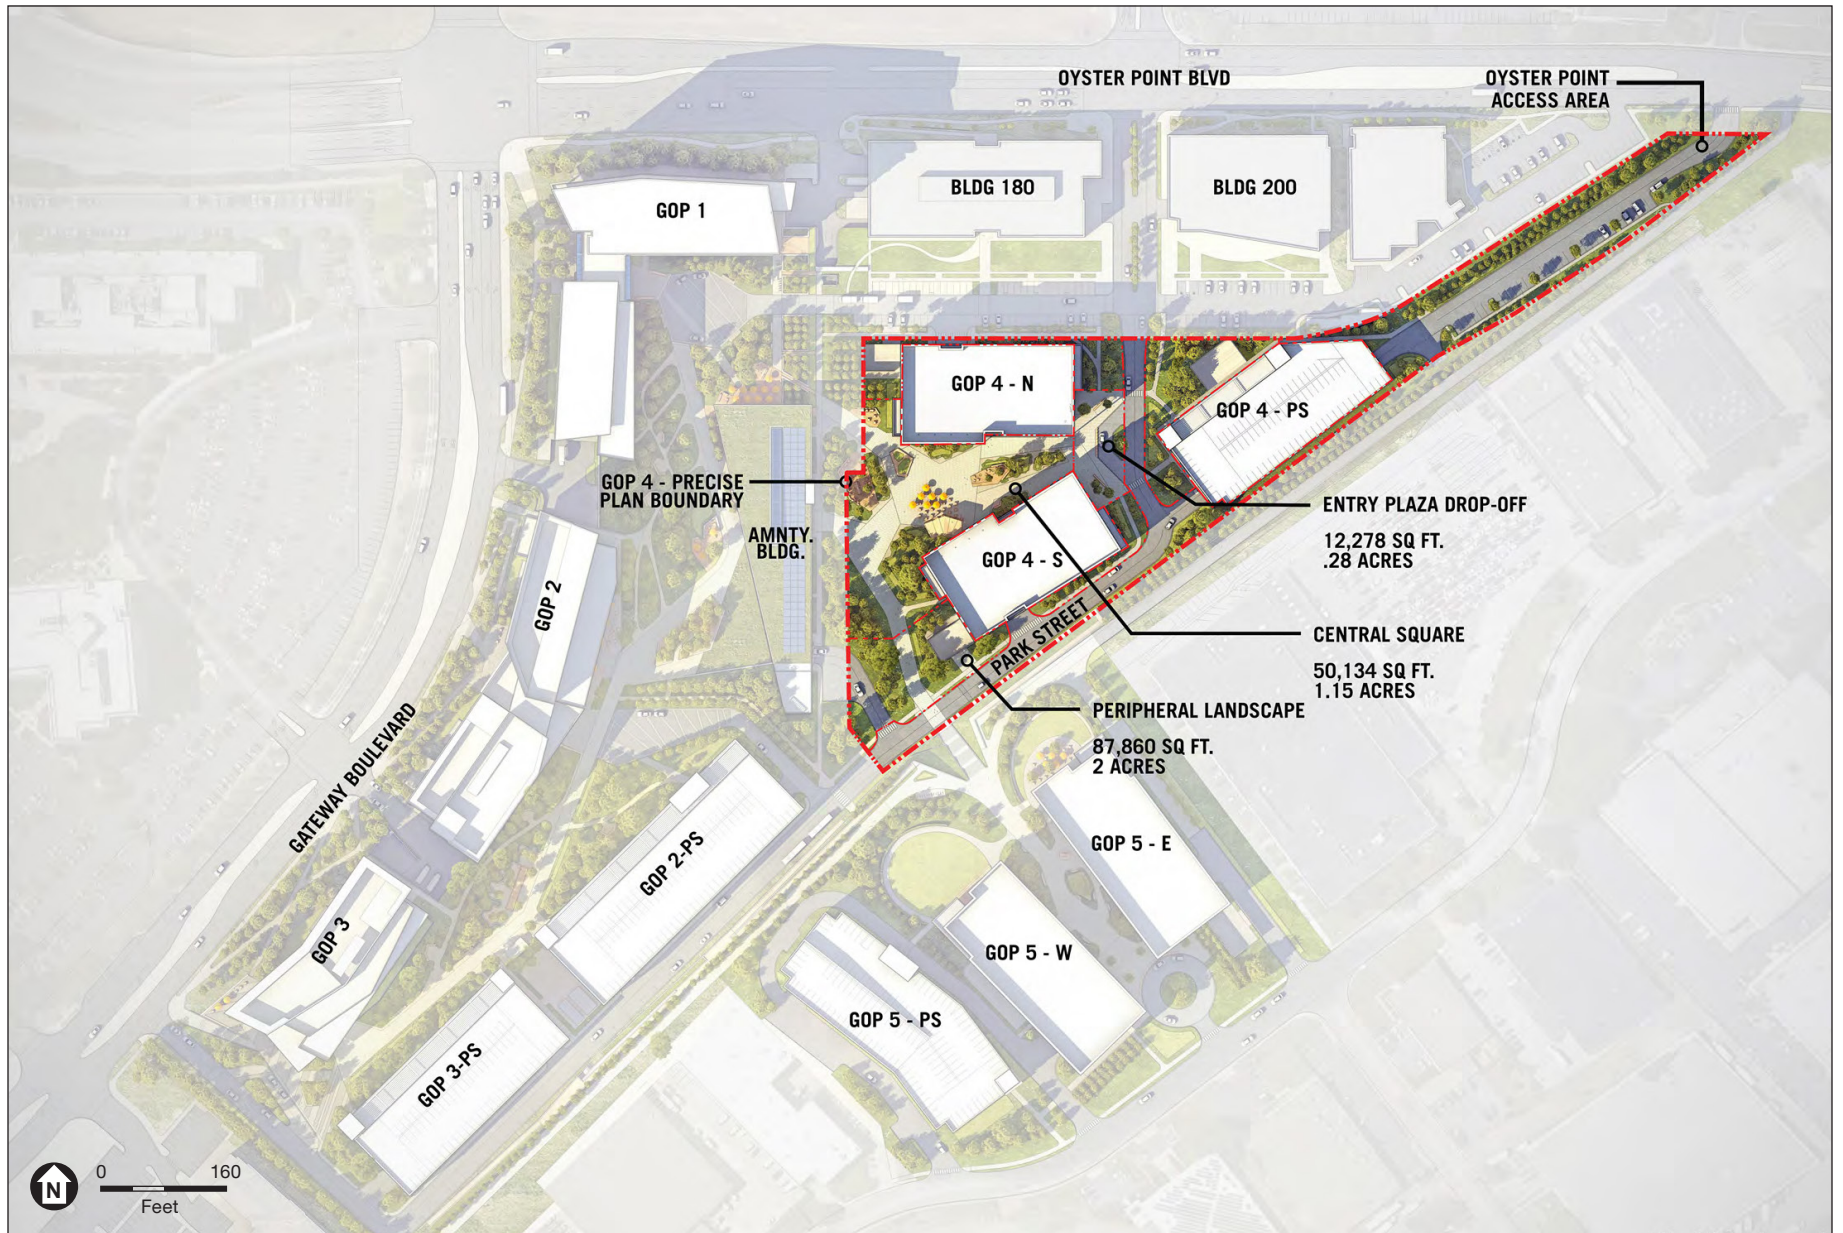 OYSTER POINT BLVD
OYSTER POINT
ACCESS AREA
GOP 1
BLDG 180
BLDG 200
GOP 4 - N
GOP 4 - PS
GOP 4 - PRECISE
PLAN BOUNDARY
AMNTY.
BLDG.
GOP 4 - S
ENTRY PLAZA DROP-OFF
12,278 SQ FT.
.28 ACRES
GOP 2
PARK STREET
CENTRAL SQUARE
50,134 SQ FT.
1.15 ACRES
PERIPHERAL LANDSCAPE
87,860 SQ FT.
2 ACRES
GATEWAY BOULEVARD
GOP 2-PS
GOP 5 - E
GOP 3
GOP 5 - W
GOP 5 - PS
GOP 3-PS
N
0 160
Feet